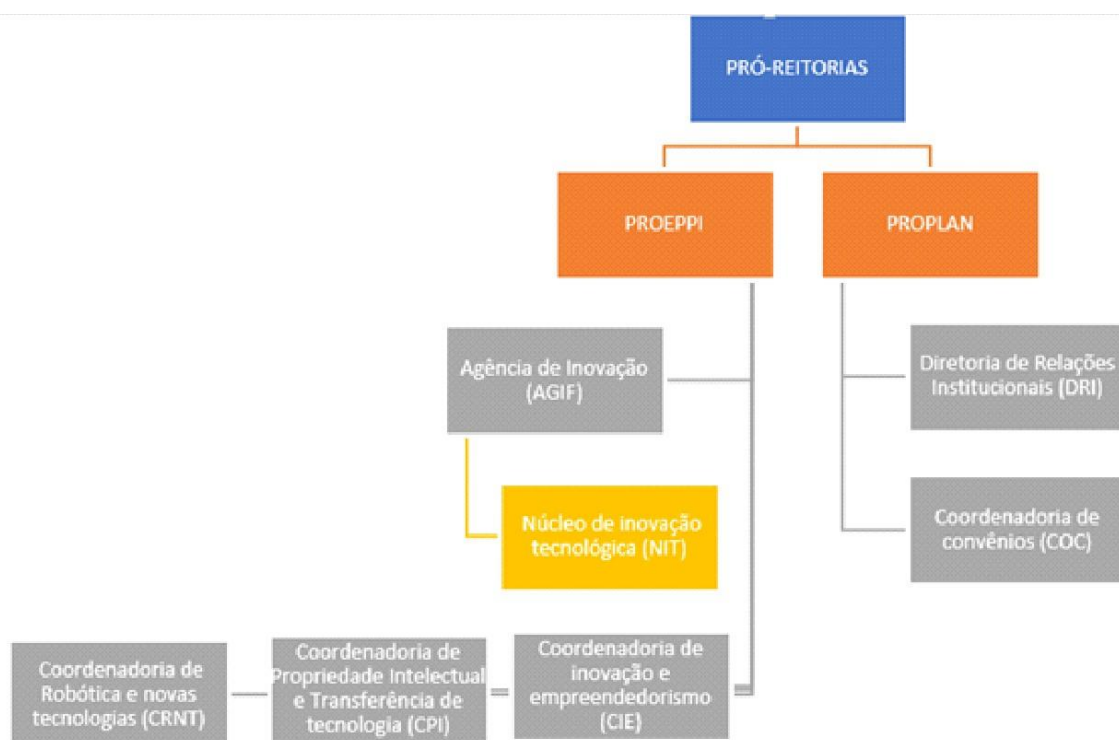 PRÓ-REITORIAS
PROEPPI
PROPLAN
Agência de Inovação
(AGIF)
Diretoria de Relações
Institucionais (DRI)
Núcleo de inovação
tecnológica (NIT)
Coordenadoria de
convênios (COC)
Coordenadoria de
Robótica e novas
tecnologias (CRNT)
Coordenadoria de
Propriedade Intelectual
e Transferência de
tecnologia (CPI)
Coordenadoria de
inovação e
empreendedorismo
(CIE)